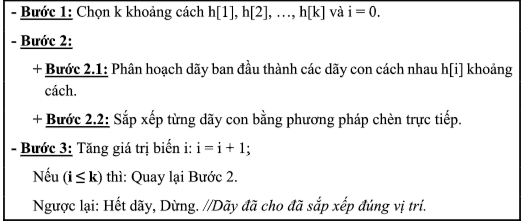 - Bước 1: Chọn k khoảng cách h[1], h[2], …, h[k] và i = 0.
- Bước 2:
+ Bước 2.1: Phân hoạch dãy ban đầu thành các dãy con cách nhau h[i] khoảng
cách.
+ Bước 2.2: Sắp xếp từng dãy con bằng phương pháp chèn trực tiếp.
- Bước 3: Tăng giá trị biến i: i = i + 1;
Nếu (i ≤ k) thì: Quay lại Bước 2.
Ngược lại: Hết dãy, Dừng. //Dãy đã cho đã sắp xếp đúng vị trí.